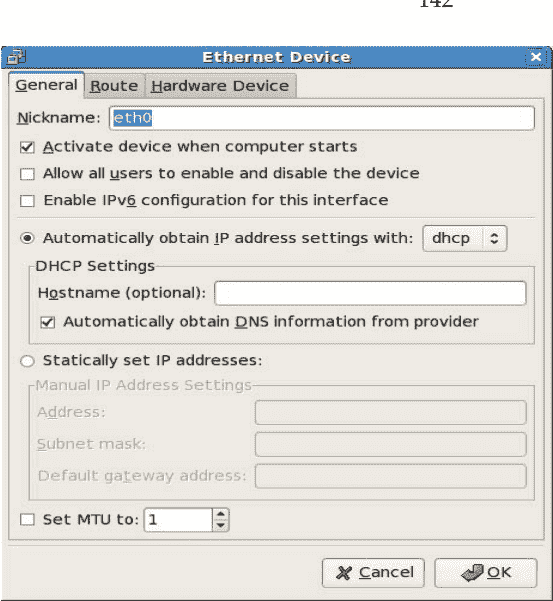 142
Ethernet Device
General Route Hardware Device
Nickname: eth0
Activate device when computer starts
Allow all users to enable and disable the device
Enable IPv6 configuration for this interface
Automatically obtain IP address settings with: dhcp
DHCP Settings
Hostname (optional):
Automatically obtain DNS information from provider
Statically set IP addresses:
Manual IP Address Settings
Address:
Subnet mask:
Default gateway address:
Set MTU to: 1
Cancel OK